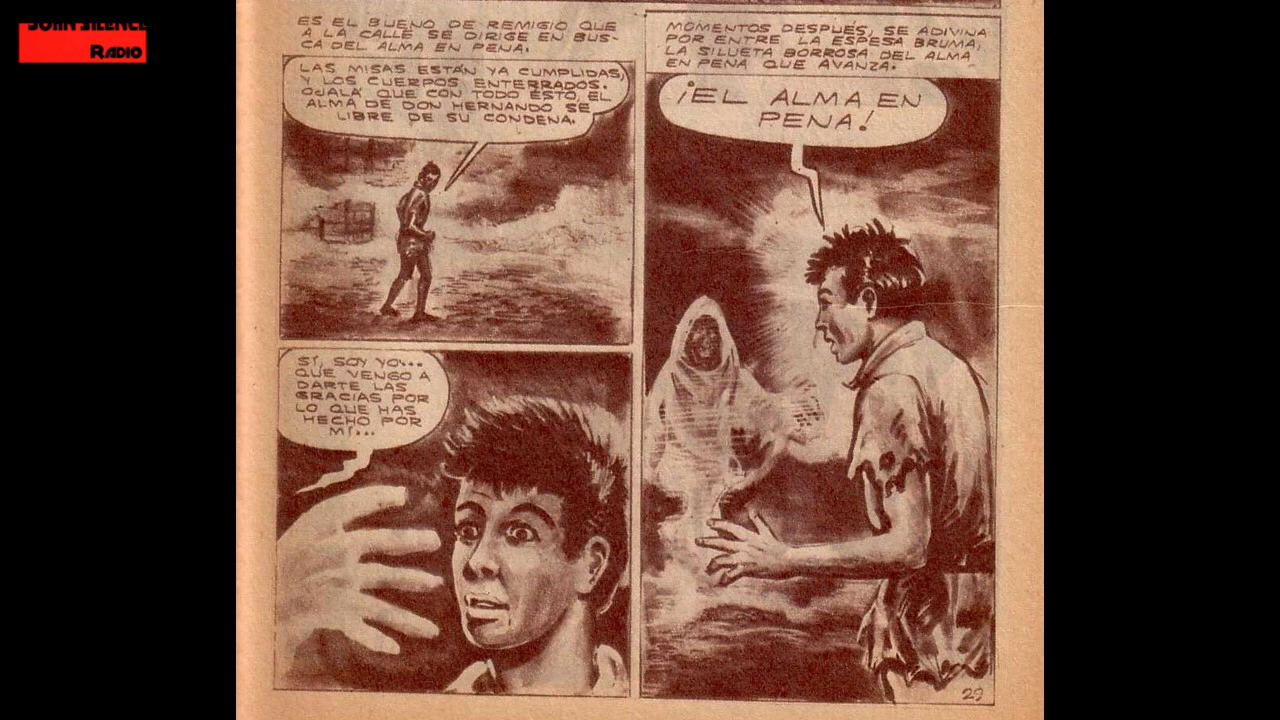 JOHN SILENCE
RADIO
ES EL BUENO DE REMIGIO QUE
A LA CALLE SE DIRIGE EN BUS-
CA DEL ALMA EN PENA.
LAS MISAS ESTÁN YA CUMPLIDAS,
Y LOS CUERPOS ENTERRADOS.
OJALÁ QUE CON TODO ESTO, EL
ALMA DE DON HERNANDO SE
LIBRE DE SU CONDENA.
MOMENTOS DESPUÉS, SE ADIVINA
POR ENTRE LA ESPESA BRUMA,
LA SILUETA BORROSA DEL ALMA
EN PENA QUE AVANZA.
¡EL ALMA EN
PENA!
SÍ, SOY YO...
QUE VENGO A
DARTE LAS
GRACIAS POR
LO QUE HAS
HECHO POR
MÍ...
29